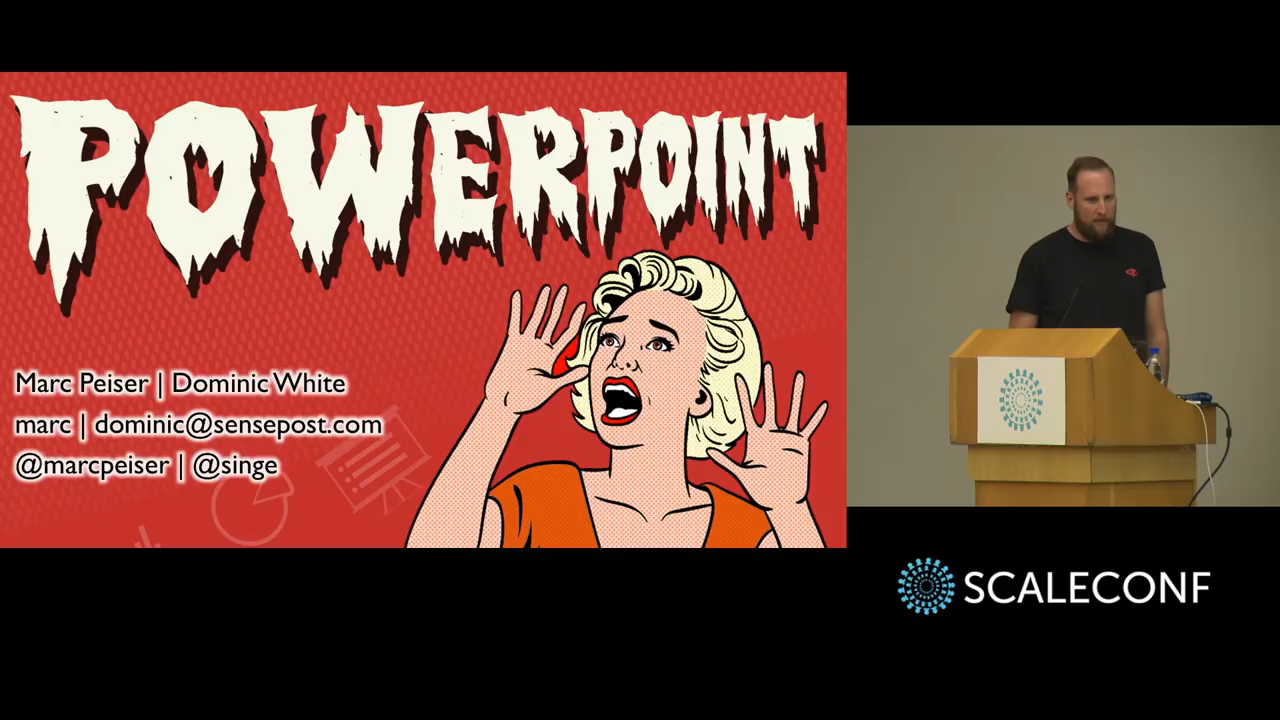 POWERPOINT
Marc Peiser | Dominic White
marc | dominic@sensepost.com
@marcpeiser | @singe
SCALECONF